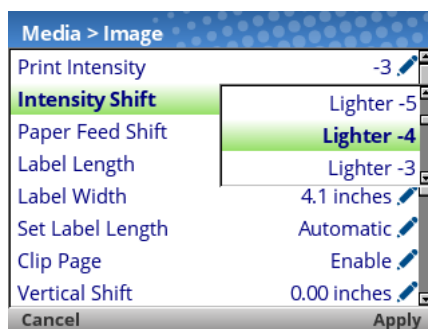 Media > Image
Print Intensity -3
Intensity Shift Lighter -5
Lighter -4
Paper Feed Shift
Label Length Lighter -3
Label Width 4.1 inches
Set Label Length Automatic
Clip Page Enable
Vertical Shift 0.00 inches
Cancel Apply